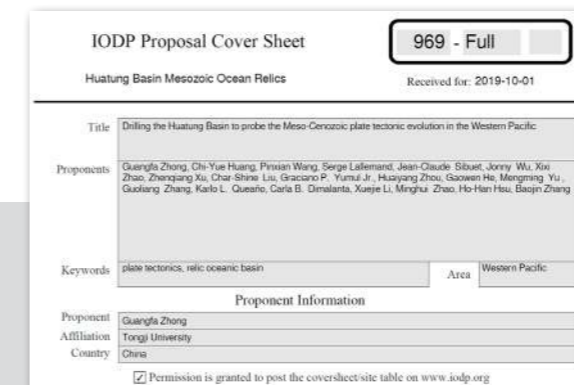 IODP Proposal Cover Sheet
969 - Full
Huatung Basin Mesozoic Ocean Relics
Received for: 2019-10-01
Title
Drilling the Huatung Basin to probe the Meso-Cenozoic plate tectonic evolution in the Western Pacific
Proponents
Guangfa Zhong, Chi-Yue Huang, Pinxian Wang, Serge Lallemand, Jean-Claude Sibuet, Jonny Wu, Xixi
Zhao, Zhenqiang Xu, Char-Shine Liu, Graciano P. Yumul Jr., Huaiyang Zhou, Gaowen He, Mengming Yu,
Guoliang Zhang, Karlo L. Queaño, Carla B. Dimalanta, Xuejie Li, Minghui Zhao, Ho-Han Hsu, Baojin Zhang
Keywords
plate tectonics, relic oceanic basin
Area
Western Pacific
Proponent Information
Proponent
Guangfa Zhong
Affiliation
Tongji University
Country
China
☑ Permission is granted to post the coversheet/site table on www.iodp.org